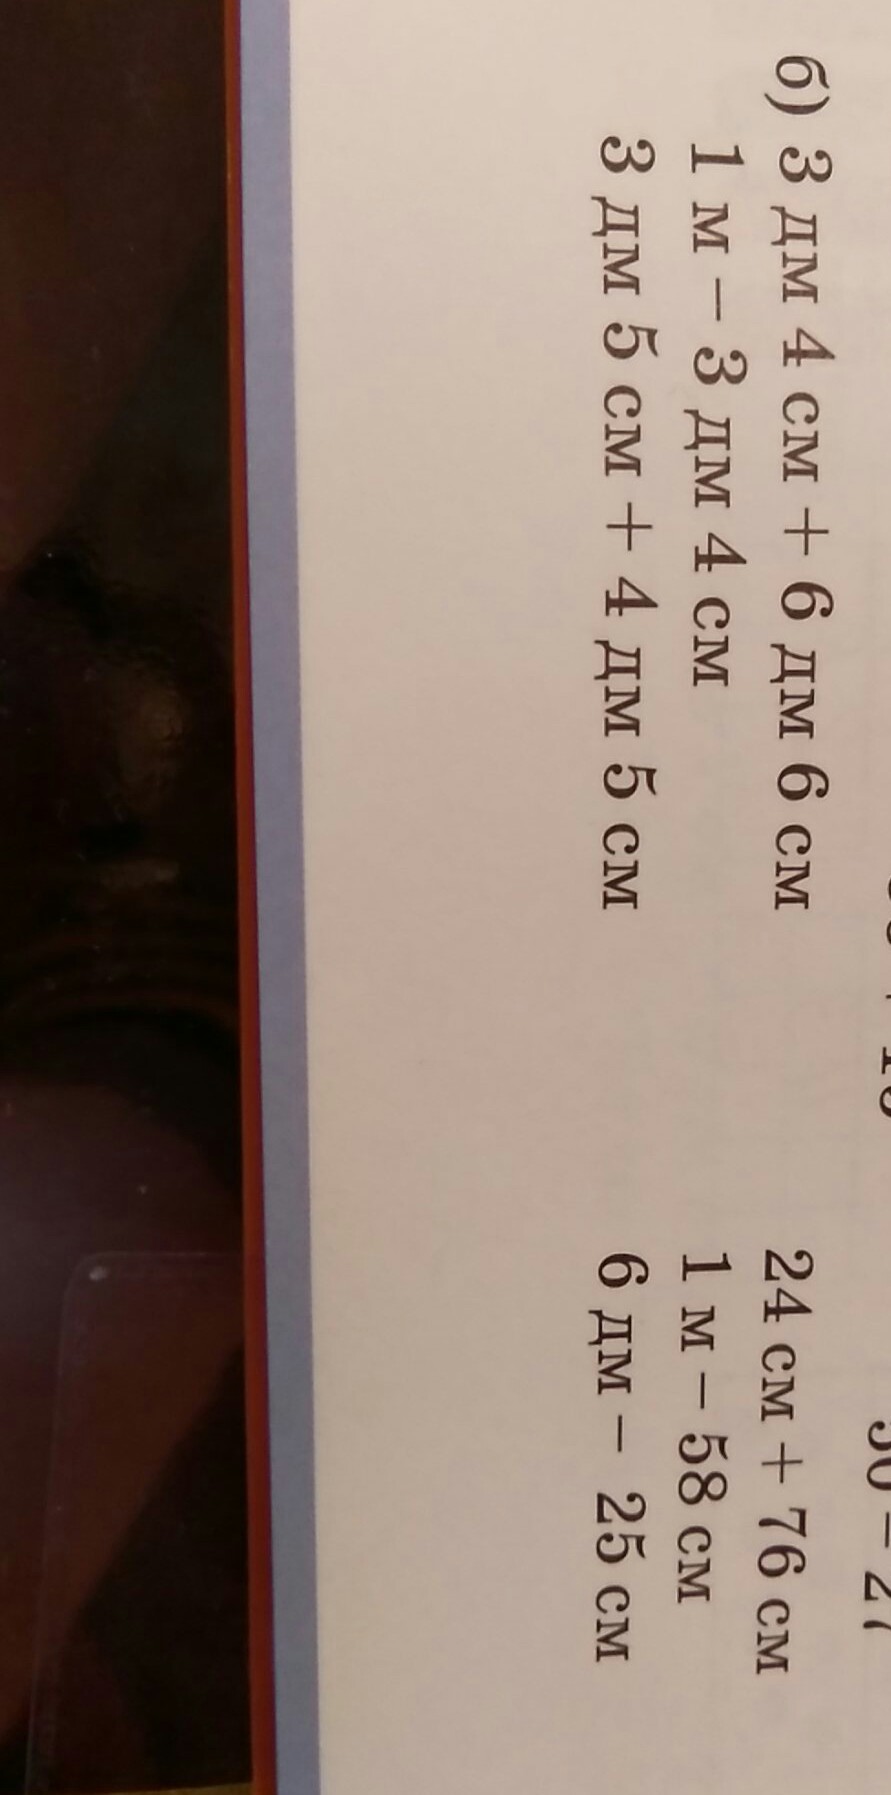 б) 3 дм 4 см + 6 дм 6 см
1 м – 3 дм 4 см
3 дм 5 см + 4 дм 5 см
24 см + 76 см
1 м – 58 см
6 дм – 25 см